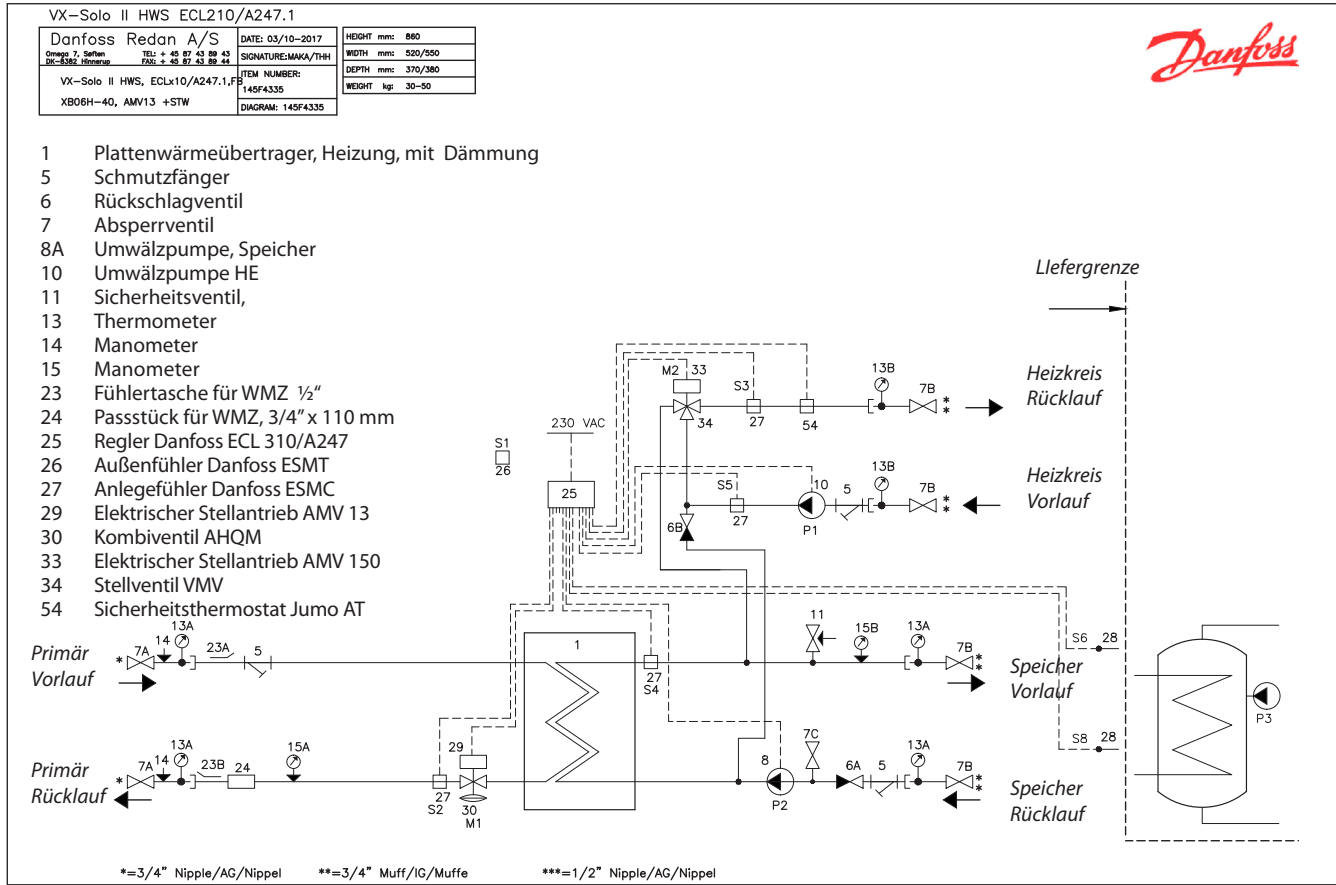 VX-Solo II HWS ECL210/A247.1
Danfoss Redan A/S
Omega 7, Søften TEL: + 45 87 43 89 43
DK-8382 Hinnerup FAX: + 45 87 43 89 44
VX-Solo II HWS, ECLx10/A247.1,FB
XB06H-40, AMV13 +STW
DATE: 03/10-2017
SIGNATURE:MAKA/THH
ITEM NUMBER:
145F4335
DIAGRAM: 145F4335
HEIGHT mm: 860
WIDTH mm: 520/550
DEPTH mm: 370/380
WEIGHT kg: 30-50
Danfoss
1 Plattenwärmeübertrager, Heizung, mit Dämmung
5 Schmutzfänger
6 Rückschlagventil
7 Absperrventil
8A Umwälzpumpe, Speicher
10 Umwälzpumpe HE
11 Sicherheitsventil,
13 Thermometer
14 Manometer
15 Manometer
23 Fühlertasche für WMZ ½“
24 Passstück für WMZ, 3/4” x 110 mm
25 Regler Danfoss ECL 310/A247
26 Außenfühler Danfoss ESMT
27 Anlegefühler Danfoss ESMC
29 Elektrischer Stellantrieb AMV 13
30 Kombiventil AHQM
33 Elektrischer Stellantrieb AMV 150
34 Stellventil VMV
54 Sicherheitsthermostat Jumo AT
LIefergrenze
M2 33 S3 13B 7B
**
34 27 54
Heizkreis
Rücklauf
230 VAC
S1
26
25
S5 10 5 13B 7B
**
6B 27 P1
Heizkreis
Vorlauf
Primär
Vorlauf
* 7A 14 13A 23A 5
1
27
S4
11 15B 13A 7B
**
Speicher
Vorlauf
S6 28
S8 28
P3
Primär
Rücklauf
* 7A 14 13A 23B 24 15A
27
S2
29
30
M1
8
P2
7C 6A 5 13A 7B
**
Speicher
Rücklauf
*=3/4” Nipple/AG/Nippel **=3/4” Muff/IG/Muffe ***=1/2” Nipple/AG/Nippel